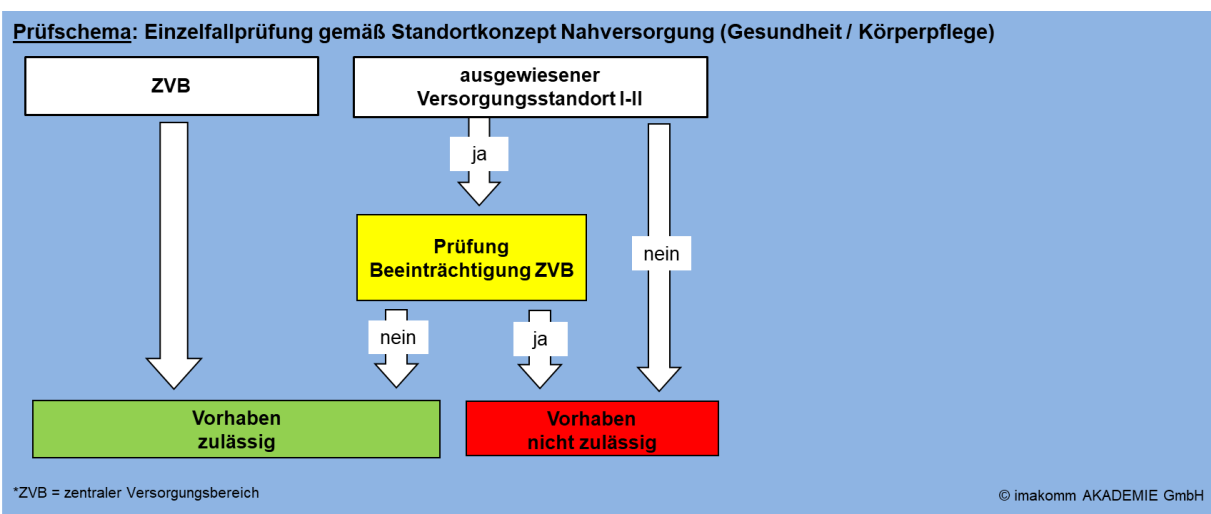 Prüfschema: Einzelfallprüfung gemäß Standortkonzept Nahversorgung (Gesundheit / Körperpflege)
ZVB
ausgewiesener
Versorgungsstandort I-II
ja
Prüfung
Beeinträchtigung ZVB
nein
nein
ja
Vorhaben
zulässig
Vorhaben
nicht zulässig
*ZVB = zentraler Versorgungsbereich
© imakomm AKADEMIE GmbH